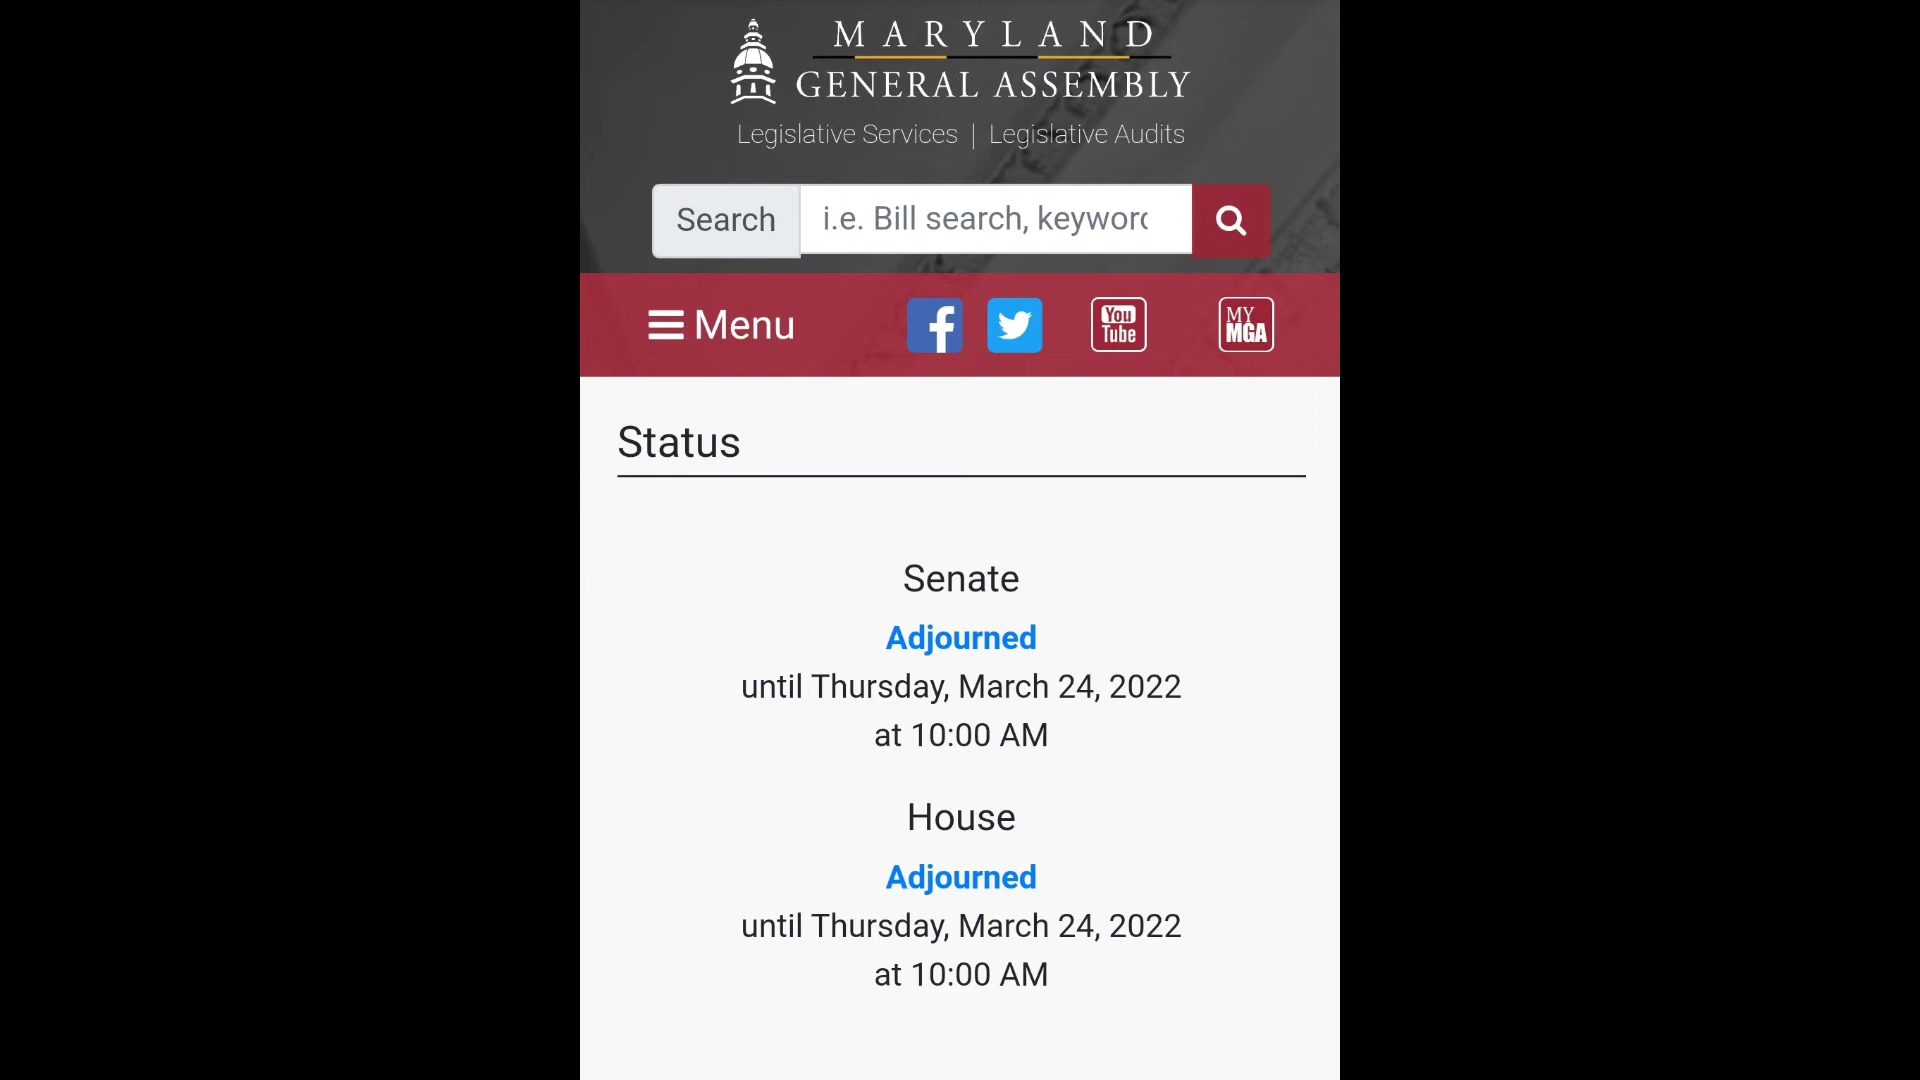 MARYLAND
GENERAL ASSEMBLY
Legislative Services | Legislative Audits
Search
i.e. Bill search, keyword
Menu
You
Tube
MY
MGA
Status
Senate
Adjourned
until Thursday, March 24, 2022
at 10:00 AM
House
Adjourned
until Thursday, March 24, 2022
at 10:00 AM